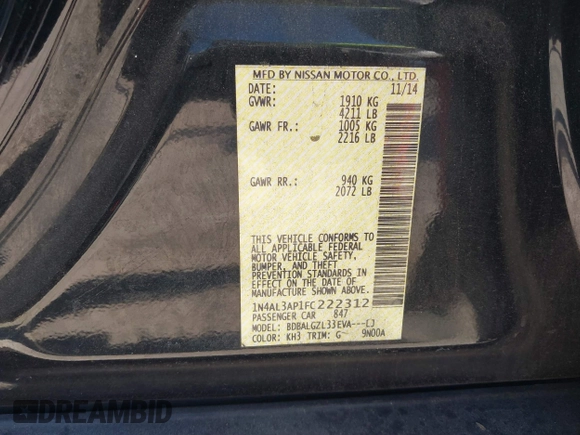 MFD BY NISSAN MOTOR CO., LTD.
DATE: 11/14
GVWR: 1910 KG
4211 LB
GAWR FR.: 1005 KG
2216 LB
GAWR RR.: 940 KG
2072 LB
THIS VEHICLE CONFORMS TO
ALL APPLICABLE FEDERAL
MOTOR VEHICLE SAFETY,
BUMPER, AND THEFT
PREVENTION STANDARDS
IN EFFECT ON THE DATE OF
MANUFACTURE SHOWN ABOVE.
1N4AL3AP1FC222312
PASSENGER CAR 847
MODEL: BDBALGZL33EVA---LJ
COLOR: KH3 TRIM: G 9N00A
DREAMBID